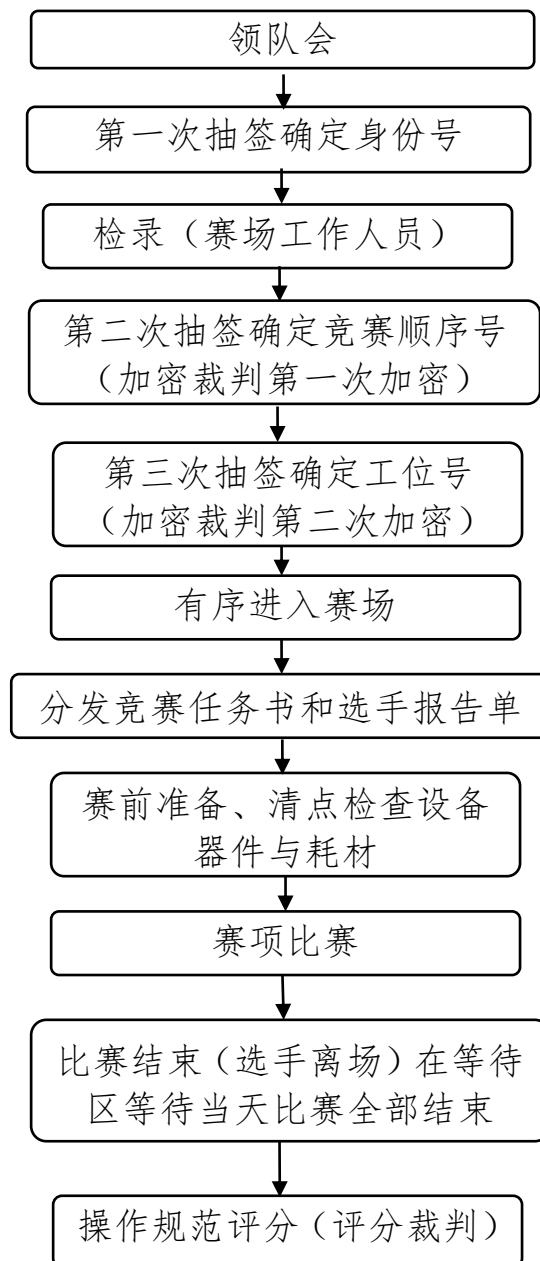 领队会
第一次抽签确定身份号
检录（赛场工作人员）
第二次抽签确定竞赛顺序号
（加密裁判第一次加密）
第三次抽签确定工位号
（加密裁判第二次加密）
有序进入赛场
分发竞赛任务书和选手报告单
赛前准备、清点检查设备
器件与耗材
赛项比赛
比赛结束（选手离场）在等待
区等待当天比赛全部结束
操作规范评分（评分裁判）